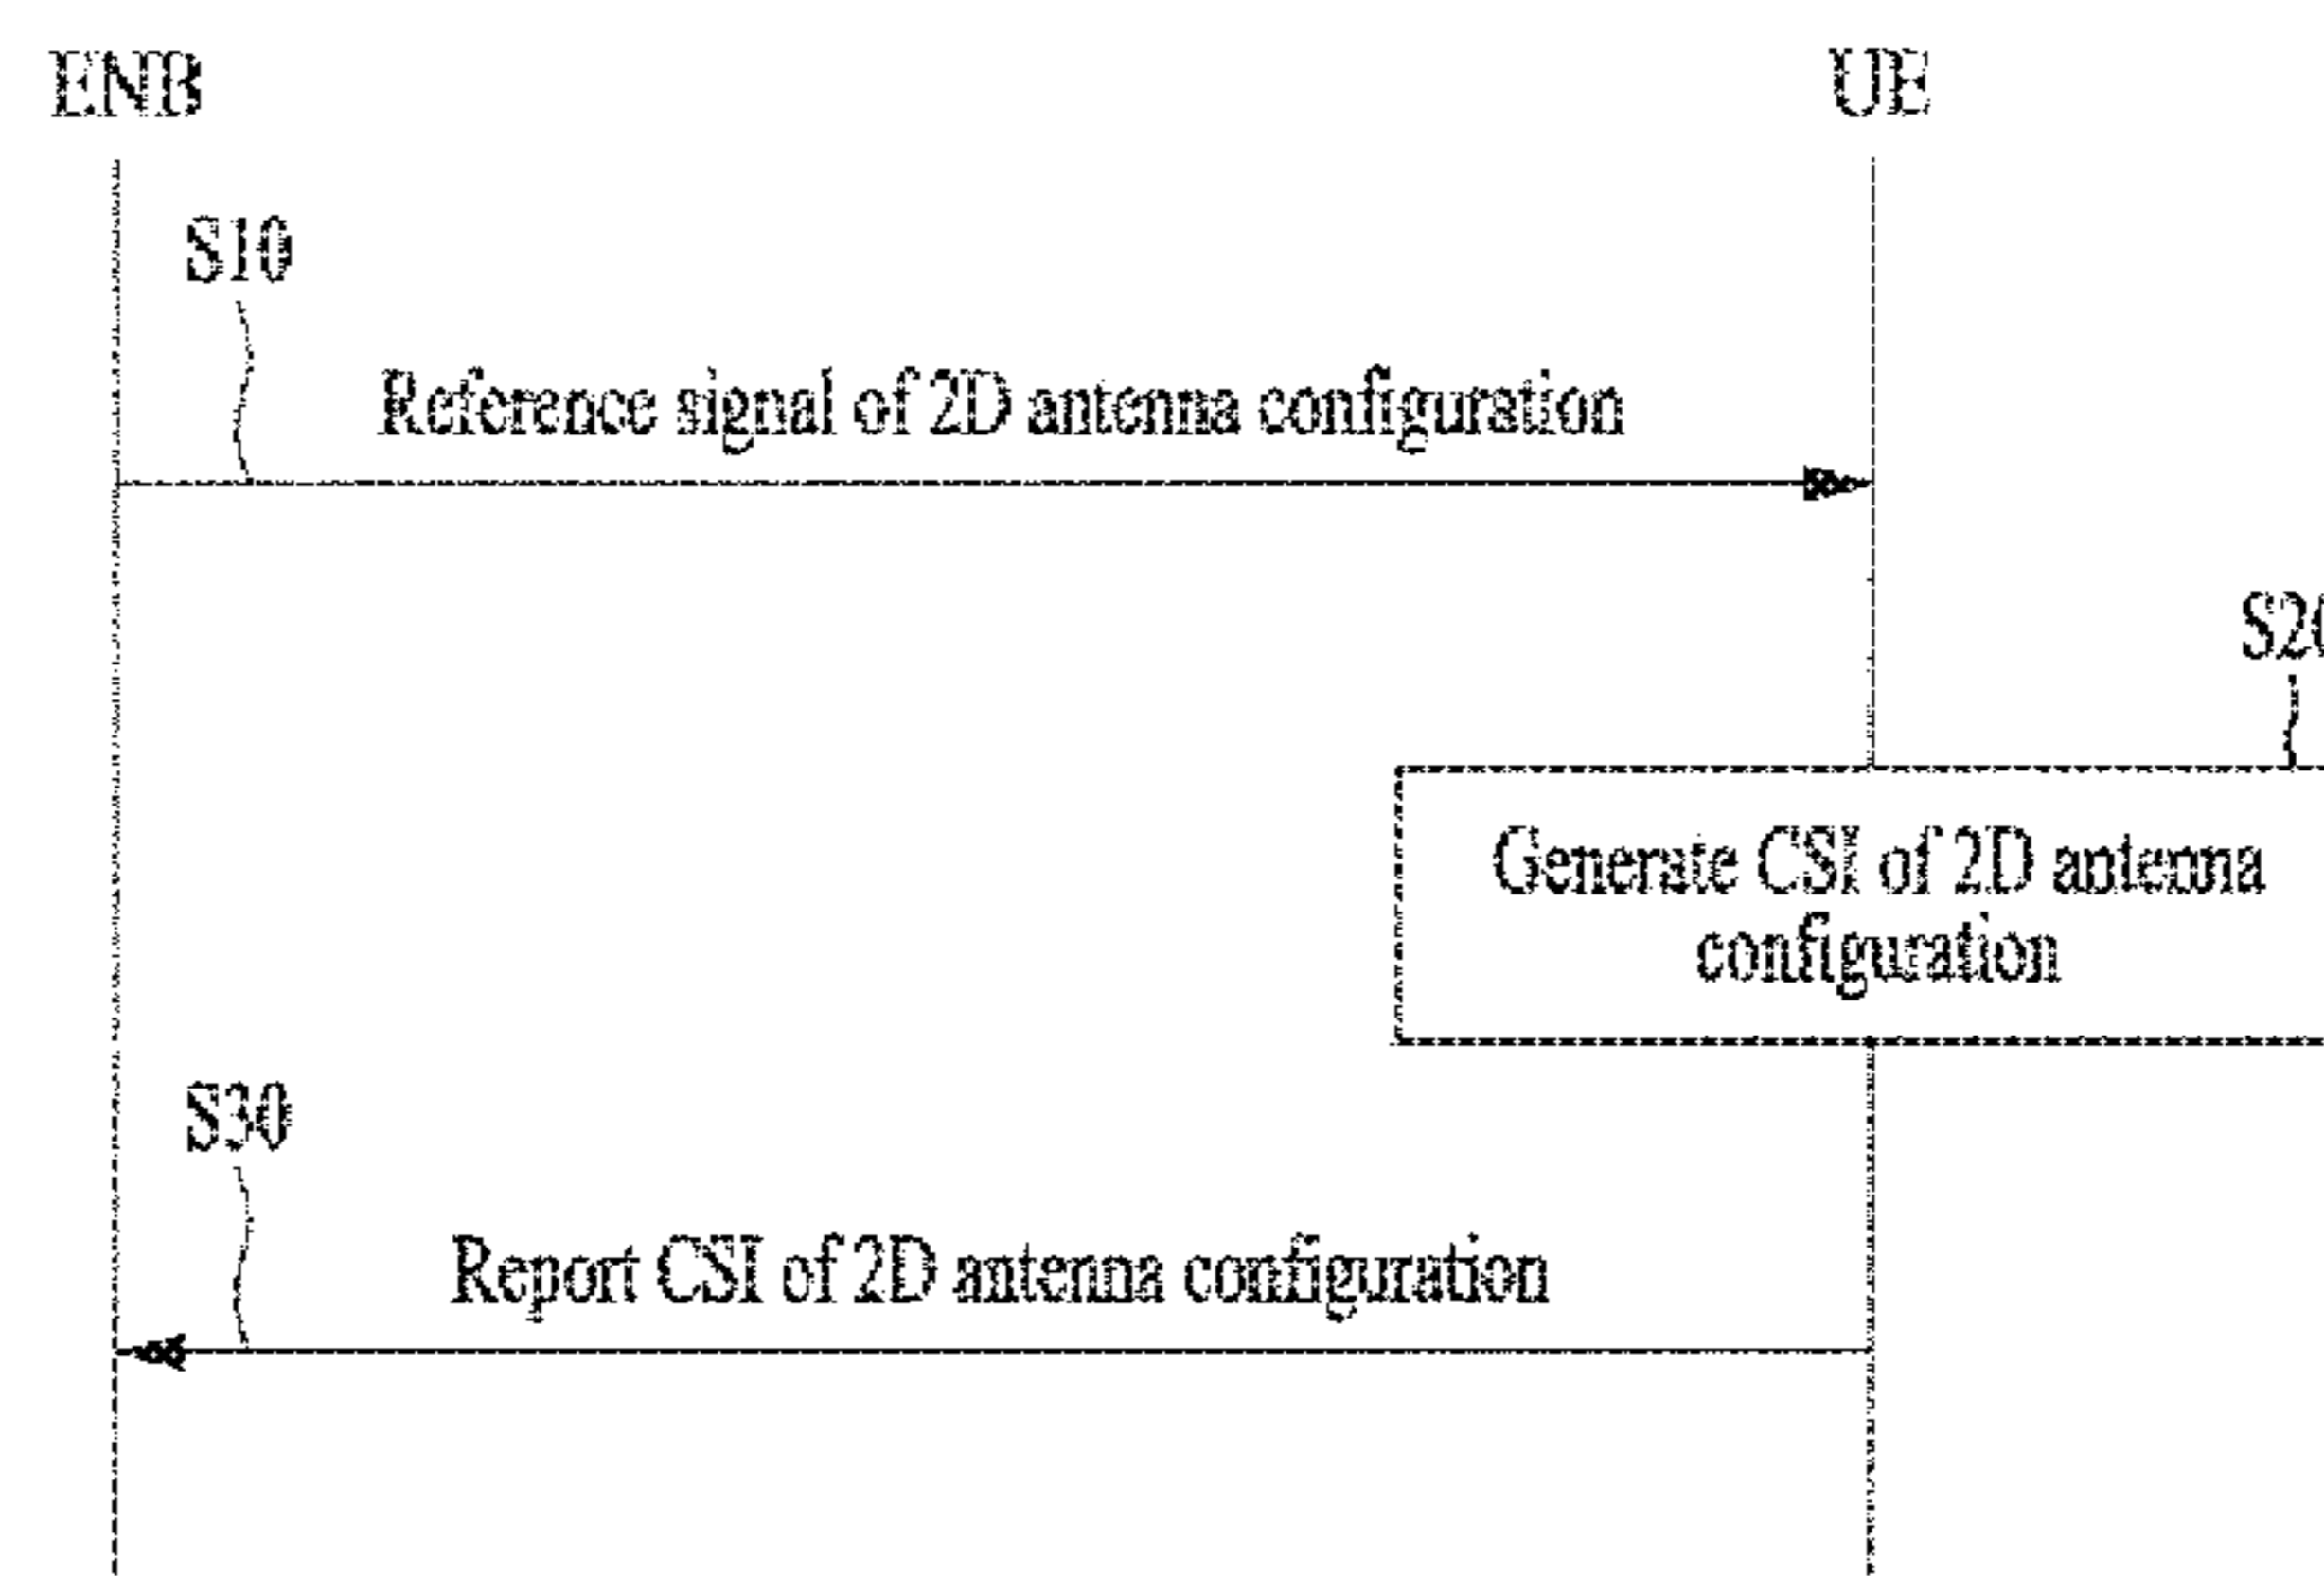 ENB
UE
S10
Reference signal of 2D antenna configuration
S20
Generate CSI of 2D antenna
configuration
S30
Report CSI of 2D antenna configuration